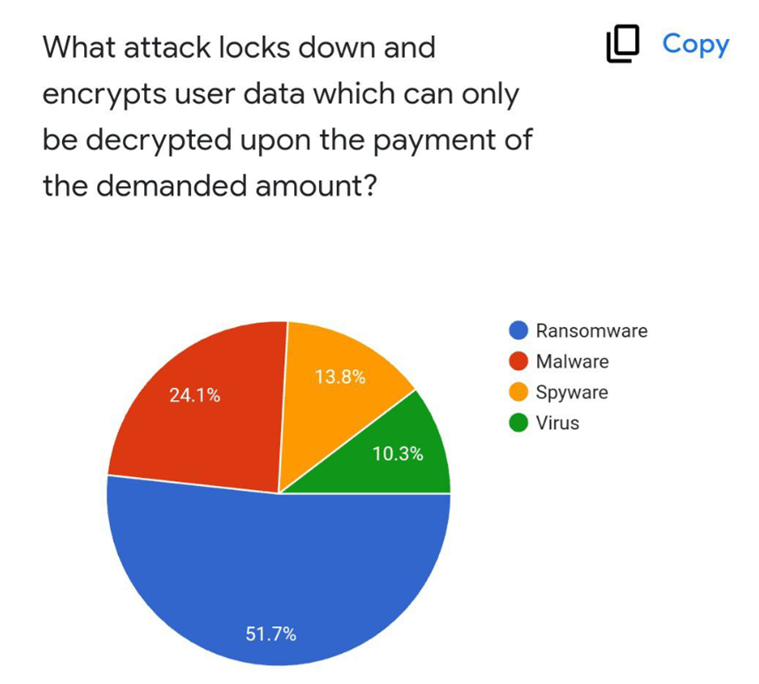 What attack locks down and
Copy
encrypts user data which can only
be decrypted upon the payment of
the demanded amount?
Ransomware
Malware
Spyware
Virus
24.1%
13.8%
10.3%
51.7%